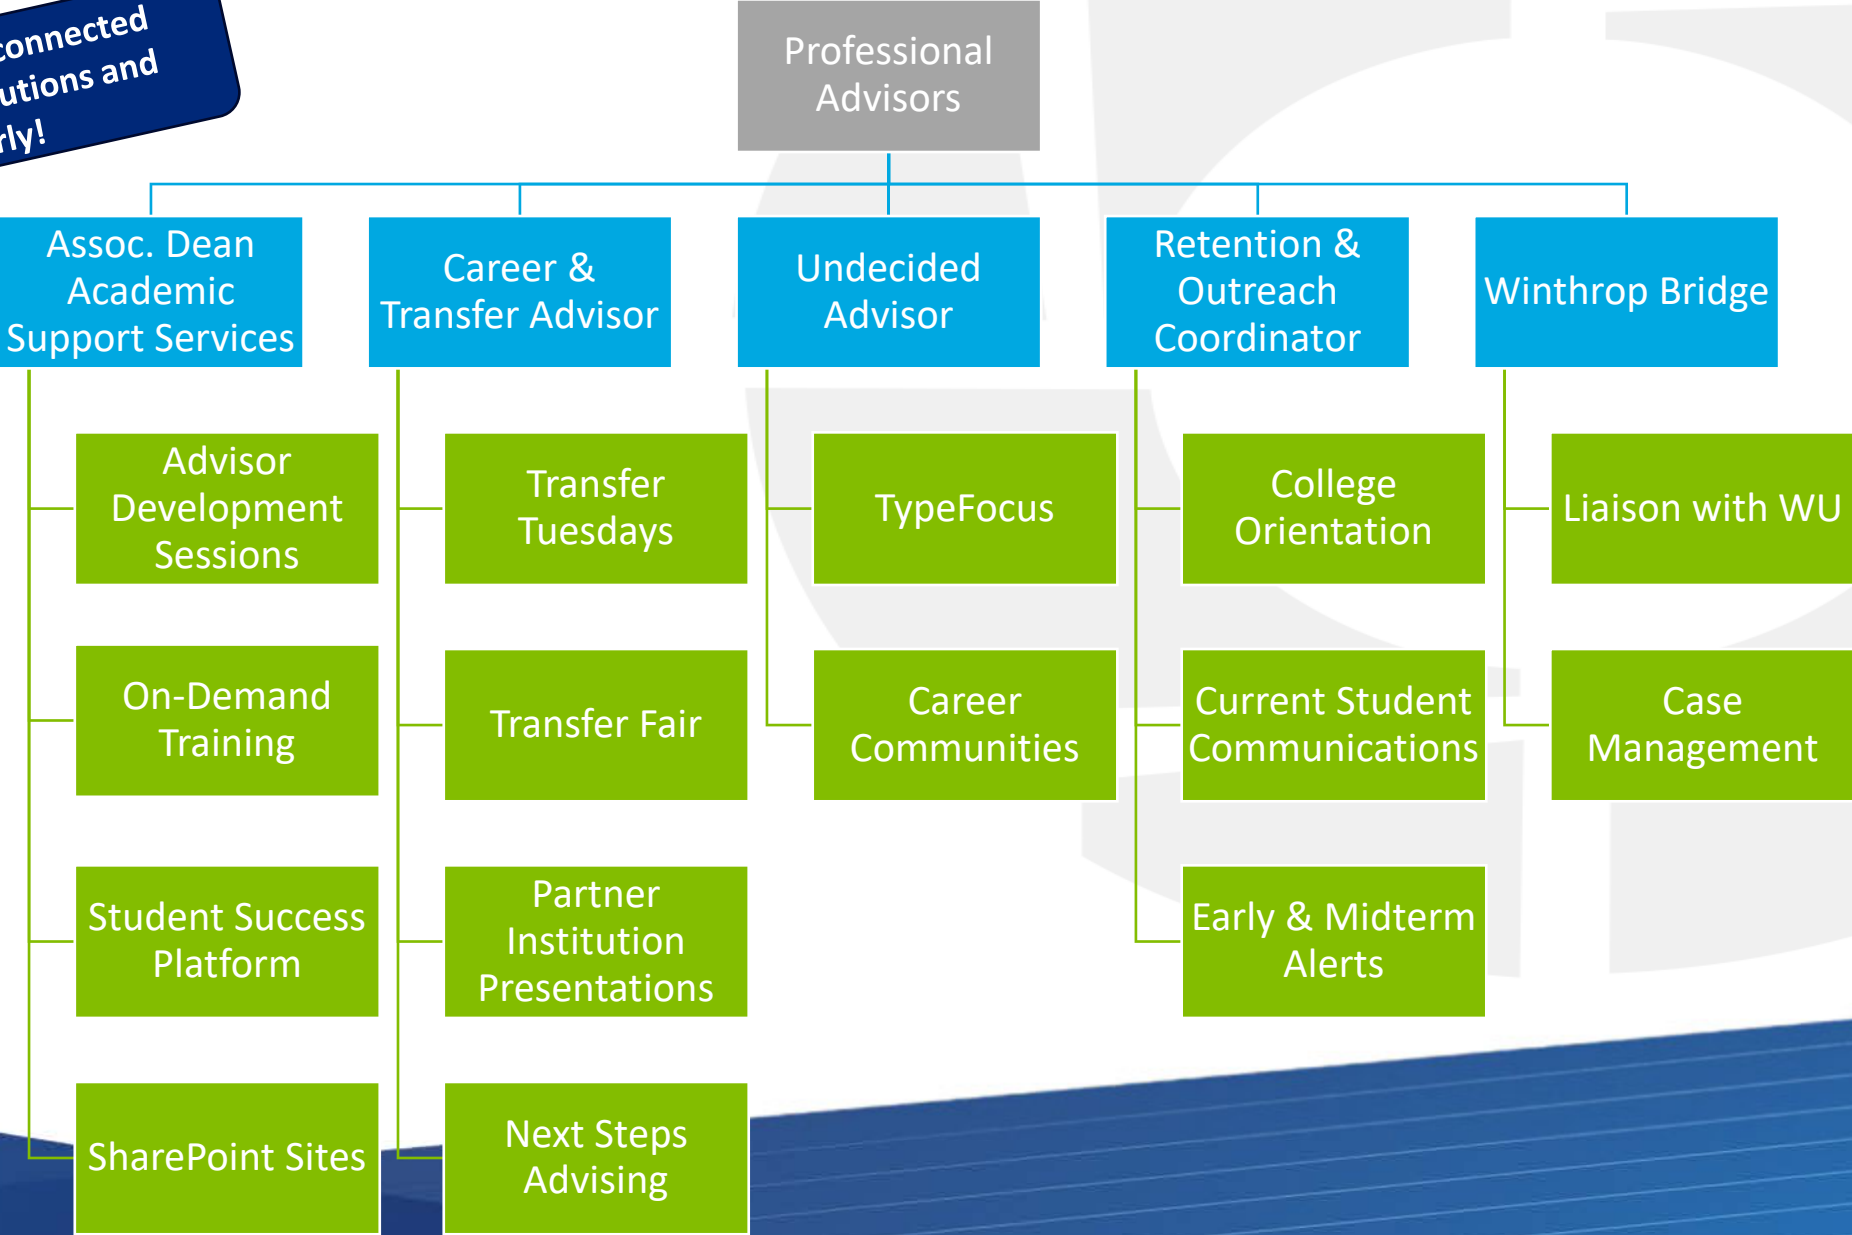 and
rly!
Professional
Advisors
Assoc. Dean
Academic
Support Services
Career &
Transfer Advisor
Undecided
Advisor
Retention &
Outreach
Coordinator
Winthrop Bridge
Advisor
Development
Sessions
Transfer
Tuesdays
TypeFocus
College
Orientation
Liaison with WU
On-Demand
Training
Transfer Fair
Career
Communities
Current Student
Communications
Case
Management
Student Success
Platform
Partner
Institution
Presentations
Early & Midterm
Alerts
SharePoint Sites
Next Steps
Advising